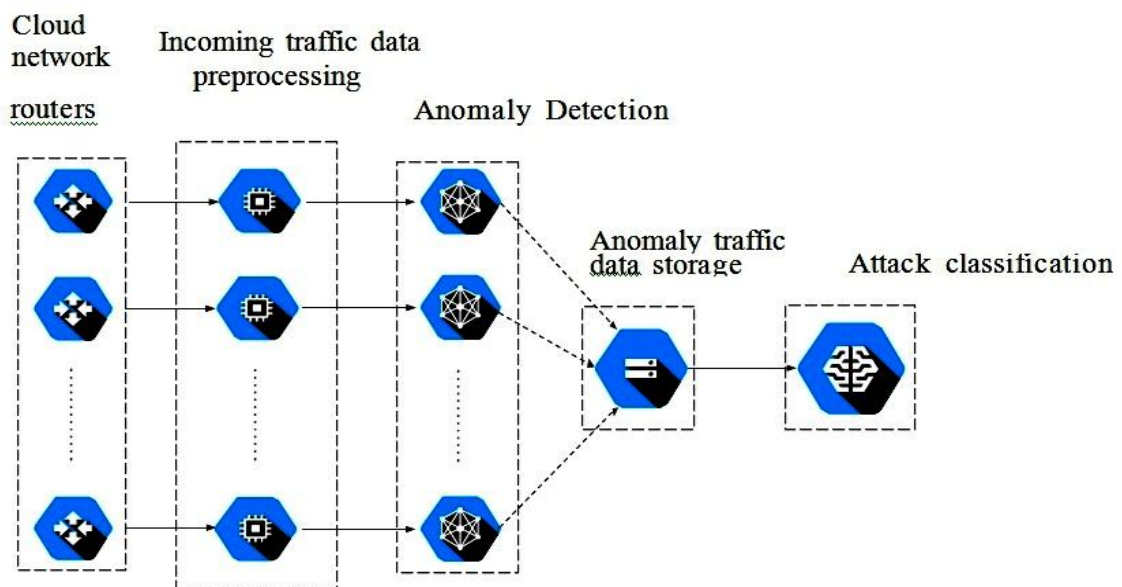 Cloud
network
routers
Incoming traffic data
preprocessing
Anomaly Detection
Anomaly traffic
data storage
Attack classification